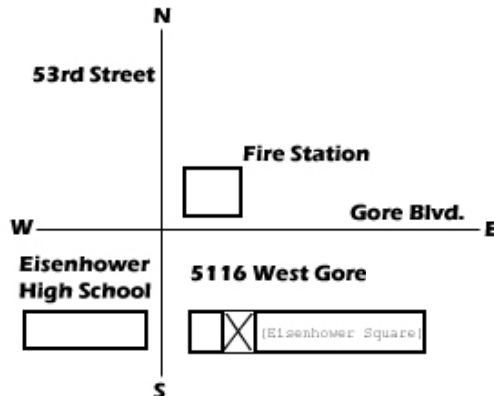 N
53rd Street
Fire Station
Gore Blvd.
W
E
Eisenhower
High School
5116 West Gore
[Eisenhower Square]
S